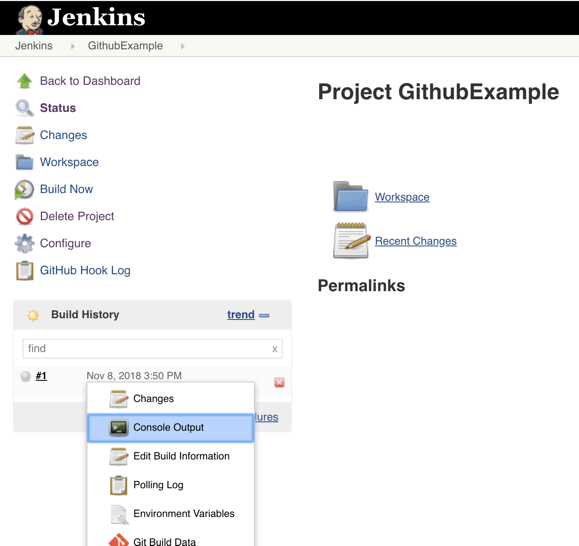 Jenkins
Jenkins GithubExample
Back to Dashboard
Status
Changes
Workspace
Build Now
Delete Project
Configure
GitHub Hook Log
Project GithubExample
Workspace
Recent Changes
Permalinks
Build History trend
find x
#1 Nov 8, 2018 3:50 PM
Changes
Console Output
Edit Build Information
Polling Log
Environment Variables
Git Build Data